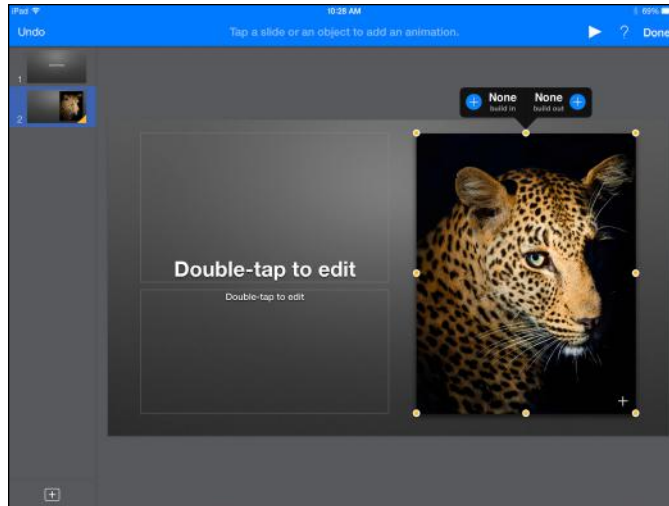 iPad 10:28 AM 69%
Undo Tap a slide or an object to add an animation. ? Done
1
2
None None
build in build out
Double-tap to edit
Double-tap to edit